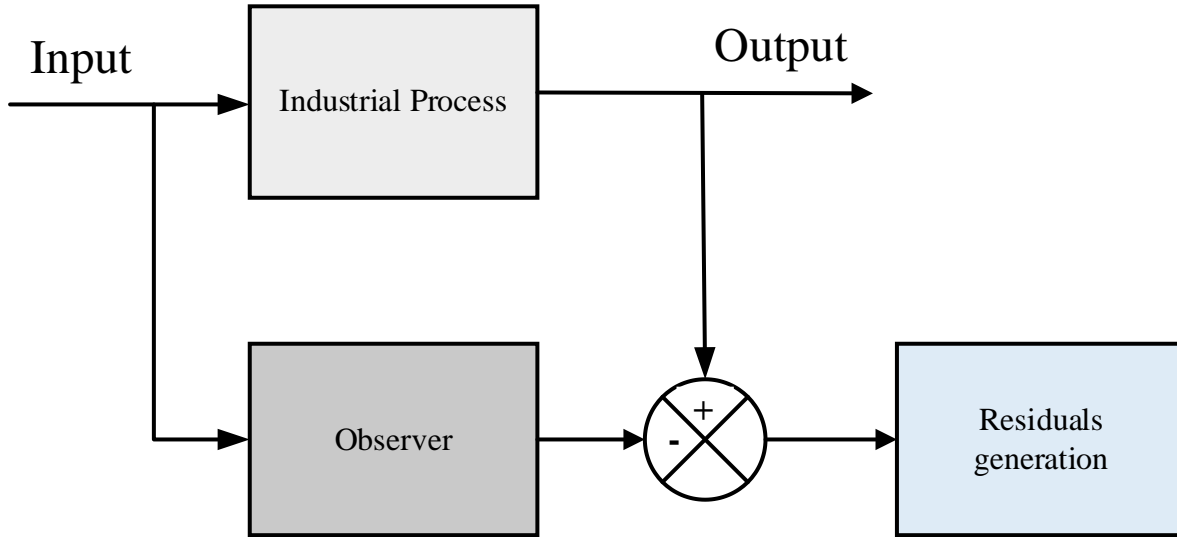 Input
Output
Industrial Process
+
-
Observer
Residuals
generation